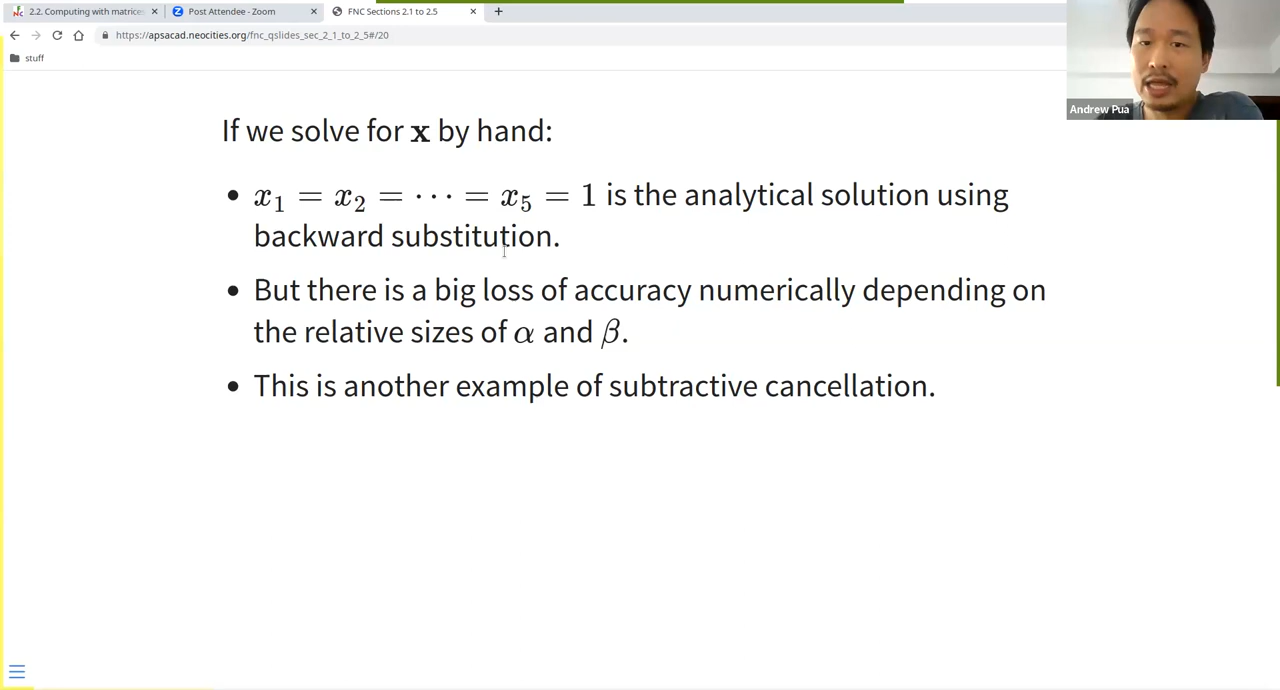 2.2. Computing with matrices
Post Attendee - Zoom
FNC Sections 2.1 to 2.5
https://apsacad.neocities.org/fnc_qslides_sec_2_1_to_2_5#/20
stuff
Andrew Pua
If we solve for x by hand:
• x₁ = x₂ = ⋯ = x₅ = 1 is the analytical solution using
backward substitution.
• But there is a big loss of accuracy numerically depending on
the relative sizes of α and β.
• This is another example of subtractive cancellation.